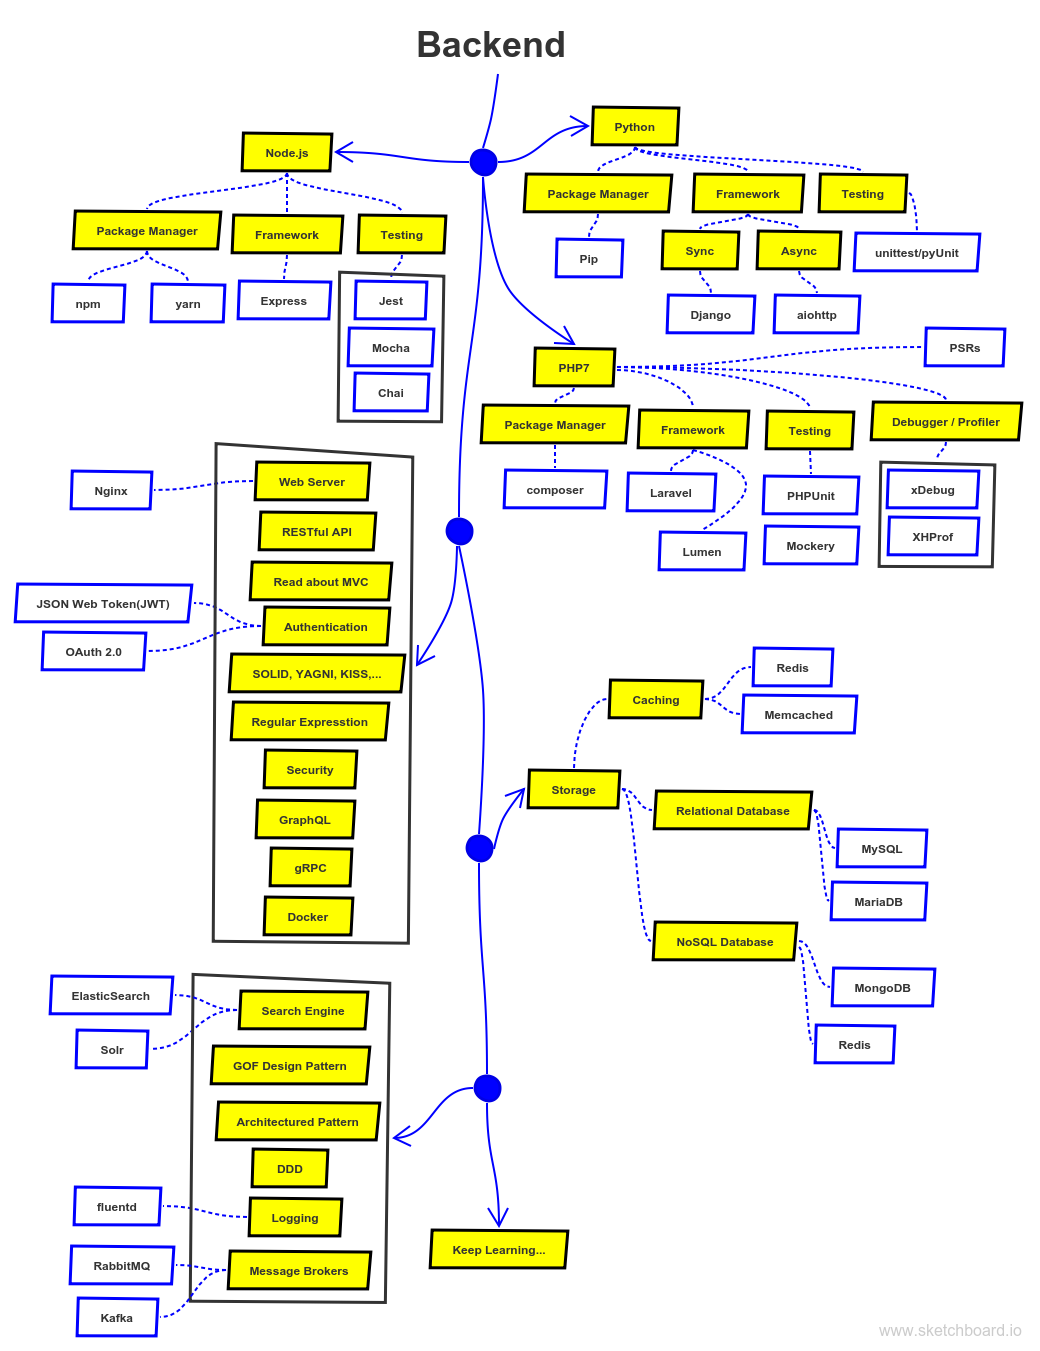 Backend
Python
Node.js
Package Manager
Framework
Testing
Package Manager
Framework
Testing
Sync
Async
unittest/pyUnit
Pip
npm
yarn
Express
Jest
Django
aiohttp
Mocha
PSRs
PHP7
Chai
Package Manager
Framework
Testing
Debugger / Profiler
Web Server
Nginx
composer
Laravel
PHPUnit
xDebug
RESTful API
Lumen
Mockery
XHProf
Read about MVC
JSON Web Token(JWT)
Authentication
OAuth 2.0
SOLID, YAGNI, KISS,...
Redis
Caching
Memcached
Regular Expresstion
Security
Storage
Relational Database
GraphQL
MySQL
gRPC
MariaDB
Docker
NoSQL Database
MongoDB
ElasticSearch
Search Engine
Solr
Redis
GOF Design Pattern
Architectured Pattern
DDD
fluentd
Logging
Keep Learning...
RabbitMQ
Message Brokers
Kafka
www.sketchboard.io